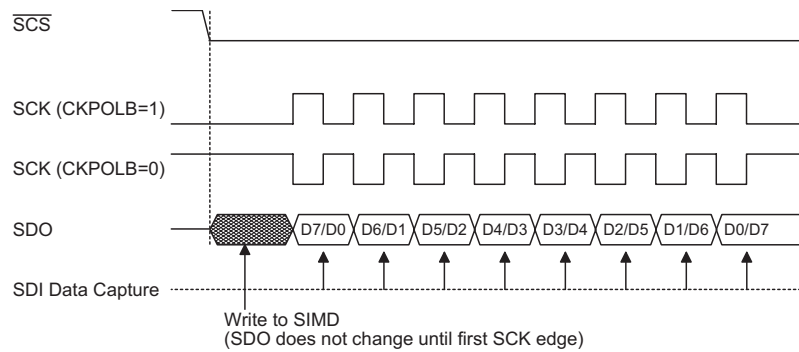 SCS
SCK (CKPOLB=1)
SCK (CKPOLB=0)
SDO D7/D0 D6/D1 D5/D2 D4/D3 D3/D4 D2/D5 D1/D6 D0/D7
SDI Data Capture
Write to SIMD
(SDO does not change until first SCK edge)